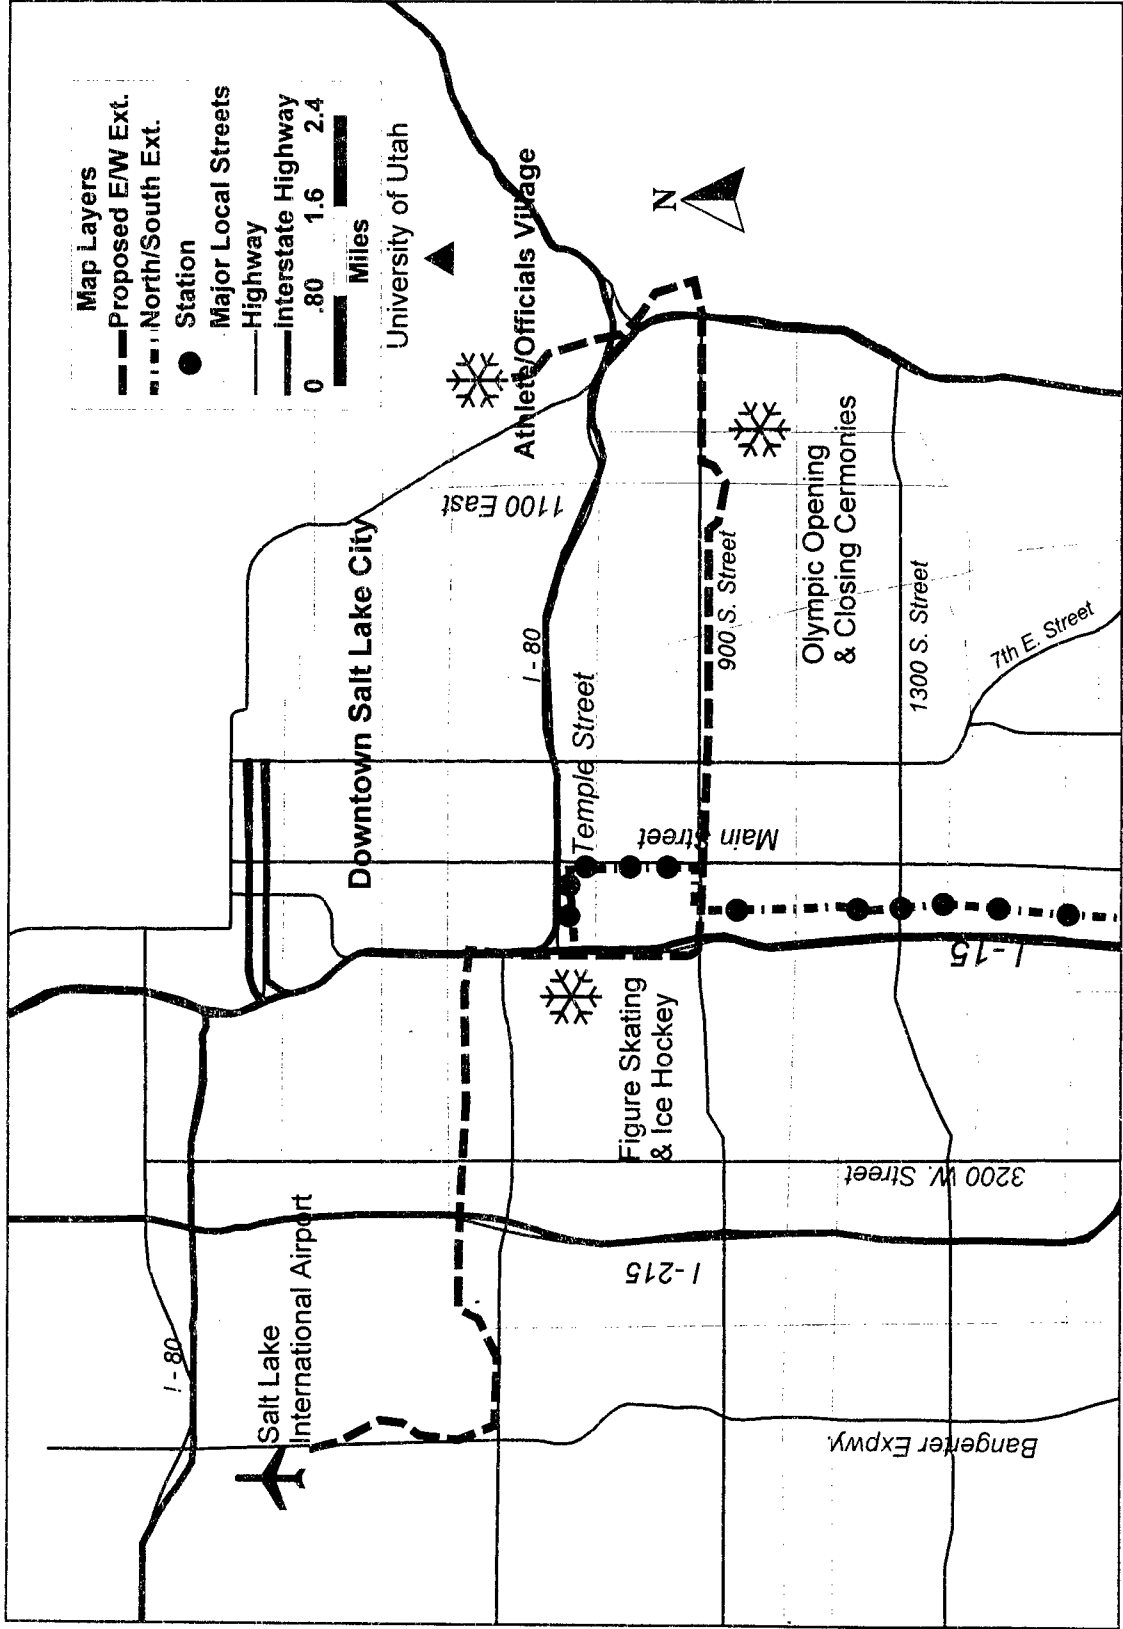 Map Layers
Proposed E/W Ext.
North/South Ext.
Station
Major Local Streets
Highway
Interstate Highway
0 .80 1.6 2.4
Miles
University of Utah
N
Athlete/Officials Village
1100 East
Downtown Salt Lake City
I - 80
Temple Street
Main Street
900 S. Street
Olympic Opening
& Closing Cermonies
1300 S. Street
7th E. Street
I-15
Figure Skating
& Ice Hockey
3200 W. Street
I-215
Salt Lake
International Airport
I - 80
Bangerter Expwy.